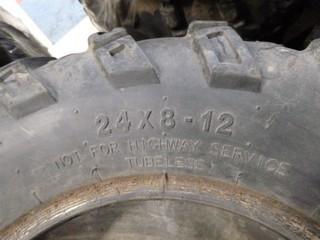 24X8-12
NOT FOR HIGHWAY SERVICE
TUBELESS